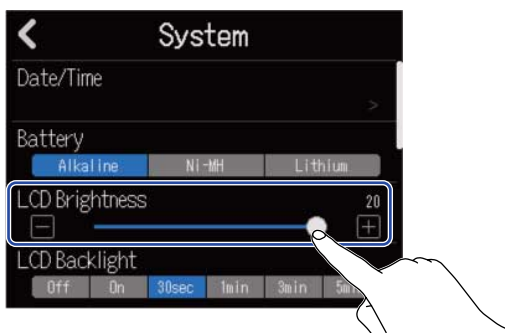 System
Date/Time
>
Battery
Alkaline Ni-MH Lithium
LCD Brightness 20
LCD Backlight
Off On 30sec 1min 3min